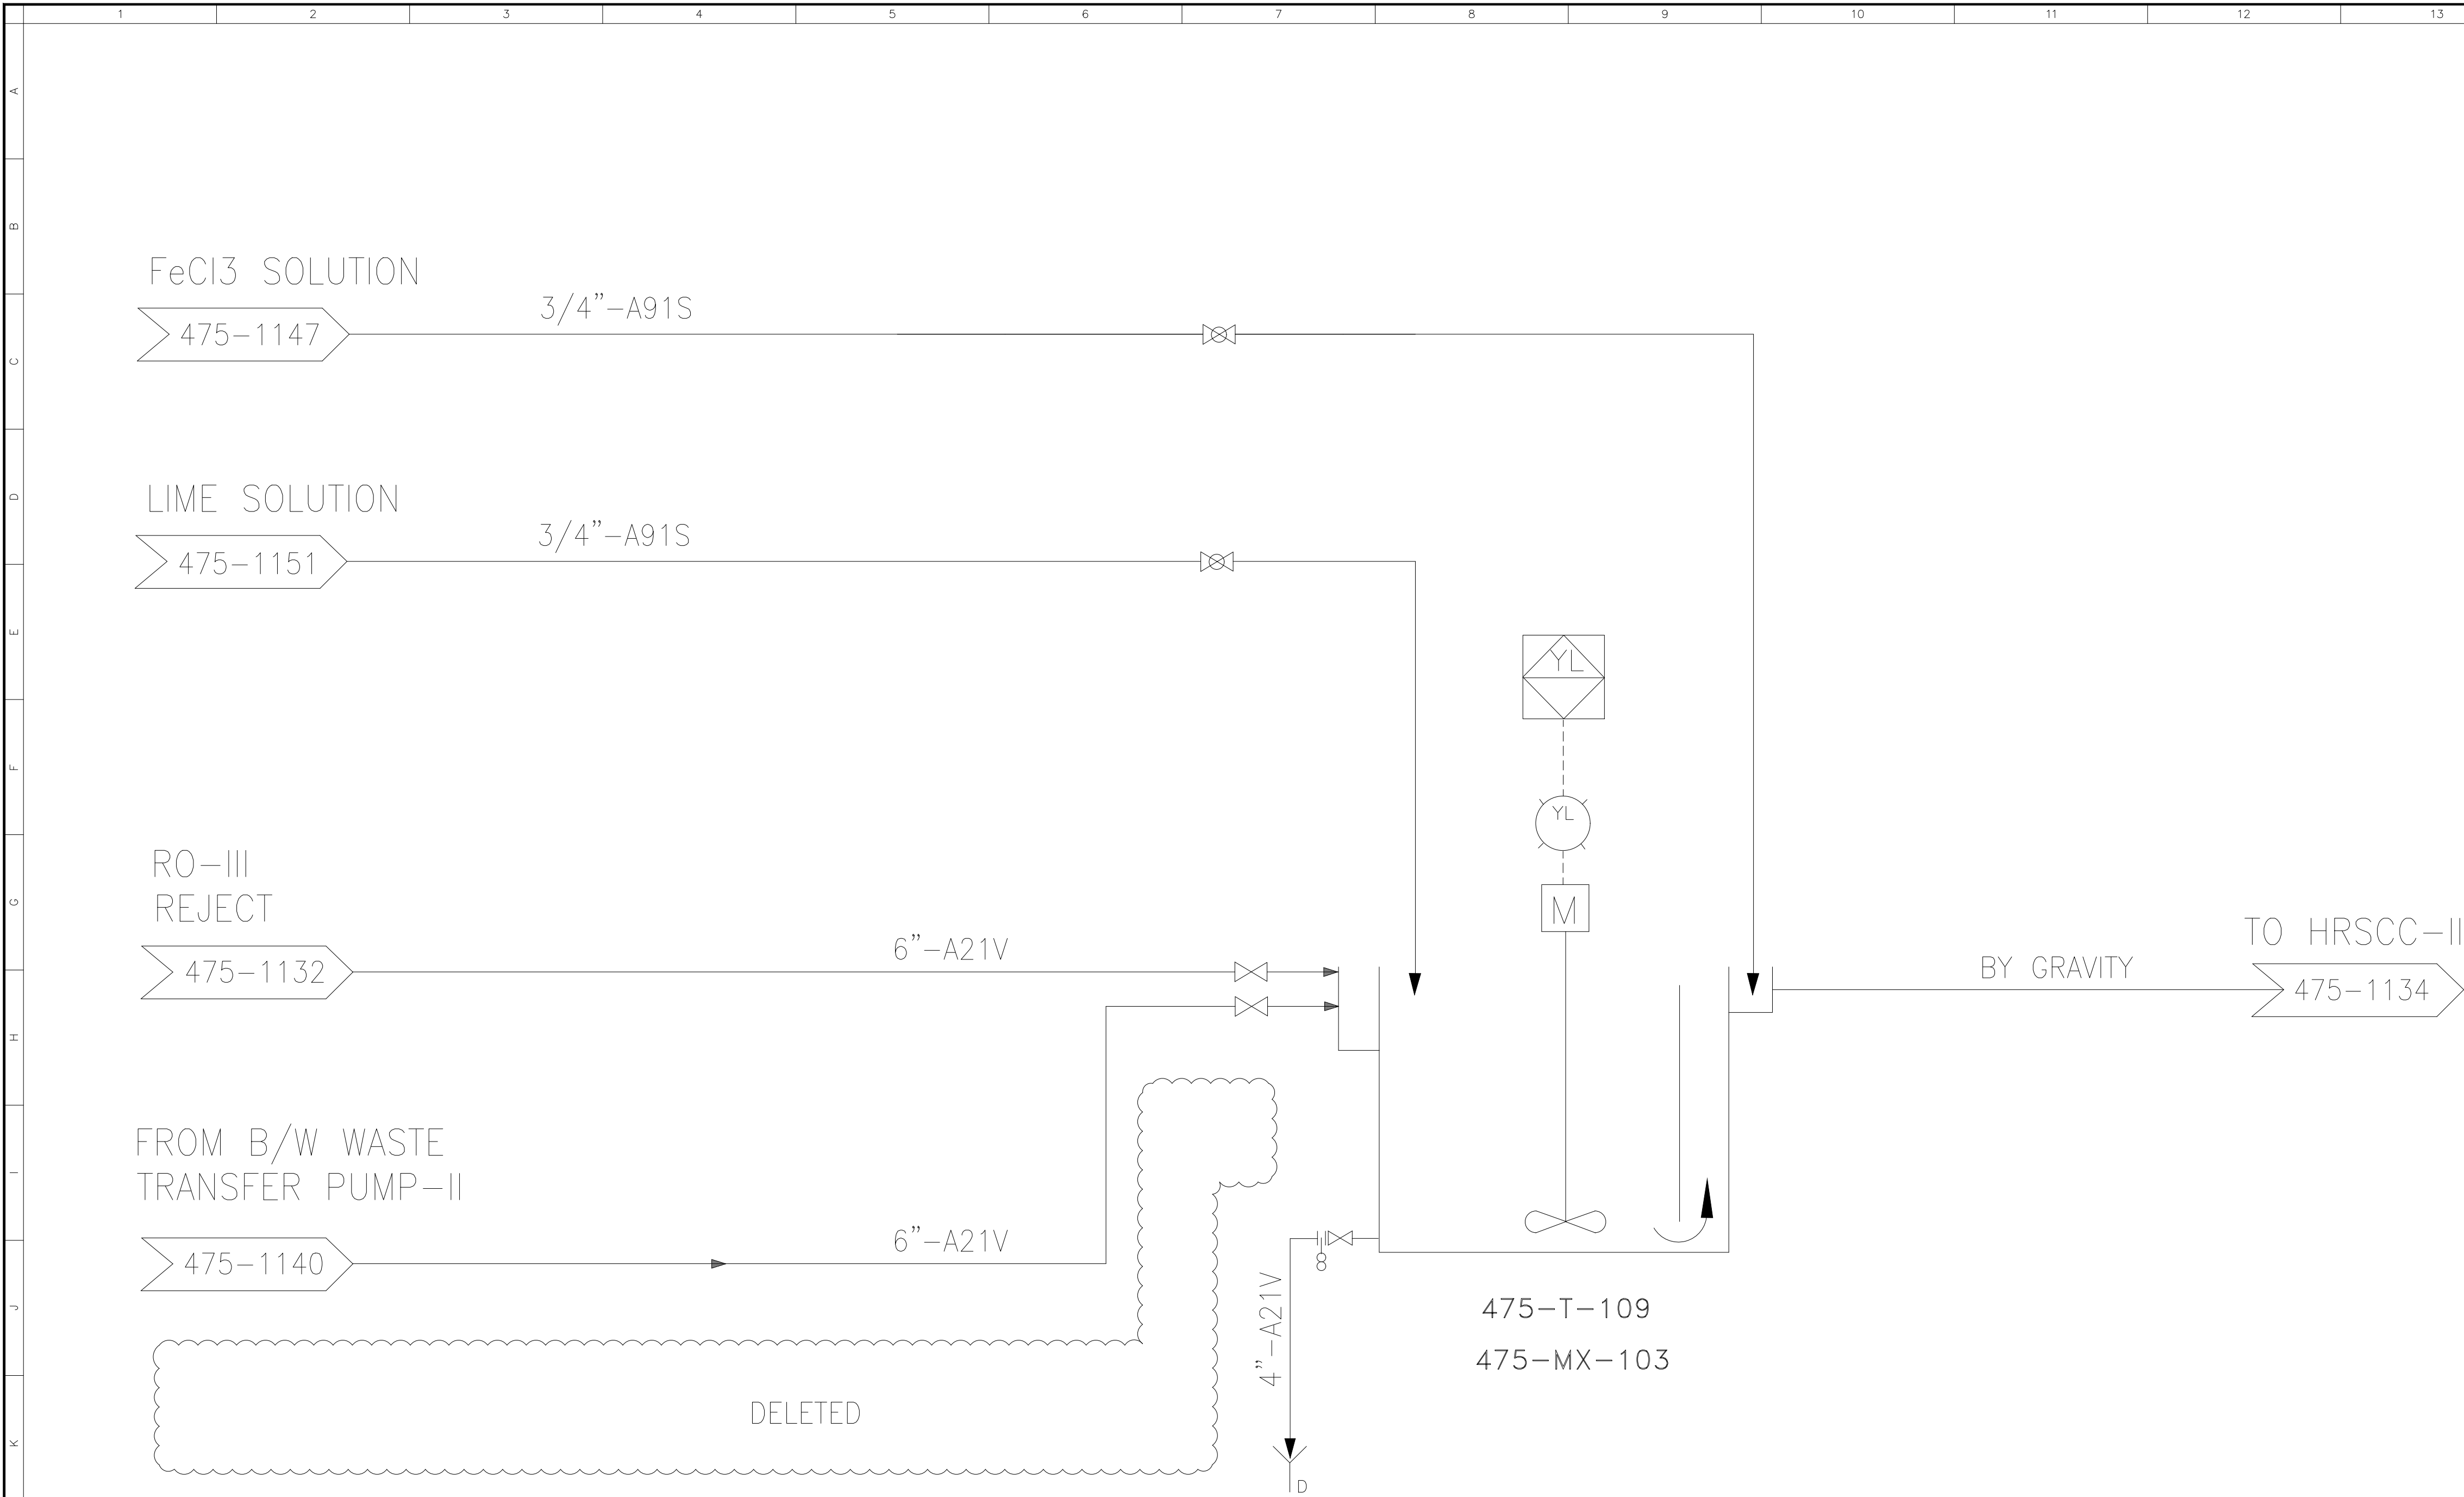 1 2 3 4 5 6 7 8 9 10 11 12 13
A
B
C
D
E
F
G
H
I
J
K
FeCl3 SOLUTION
475-1147
3/4"-A91S
LIME SOLUTION
475-1151
3/4"-A91S
YL
YL
M
RO-III
REJECT
475-1132
6"-A21V
TO HRSCC-II
BY GRAVITY
475-1134
FROM B/W WASTE
TRANSFER PUMP-II
475-1140
6"-A21V
4"-A21V
475-T-109
475-MX-103
DELETED
D